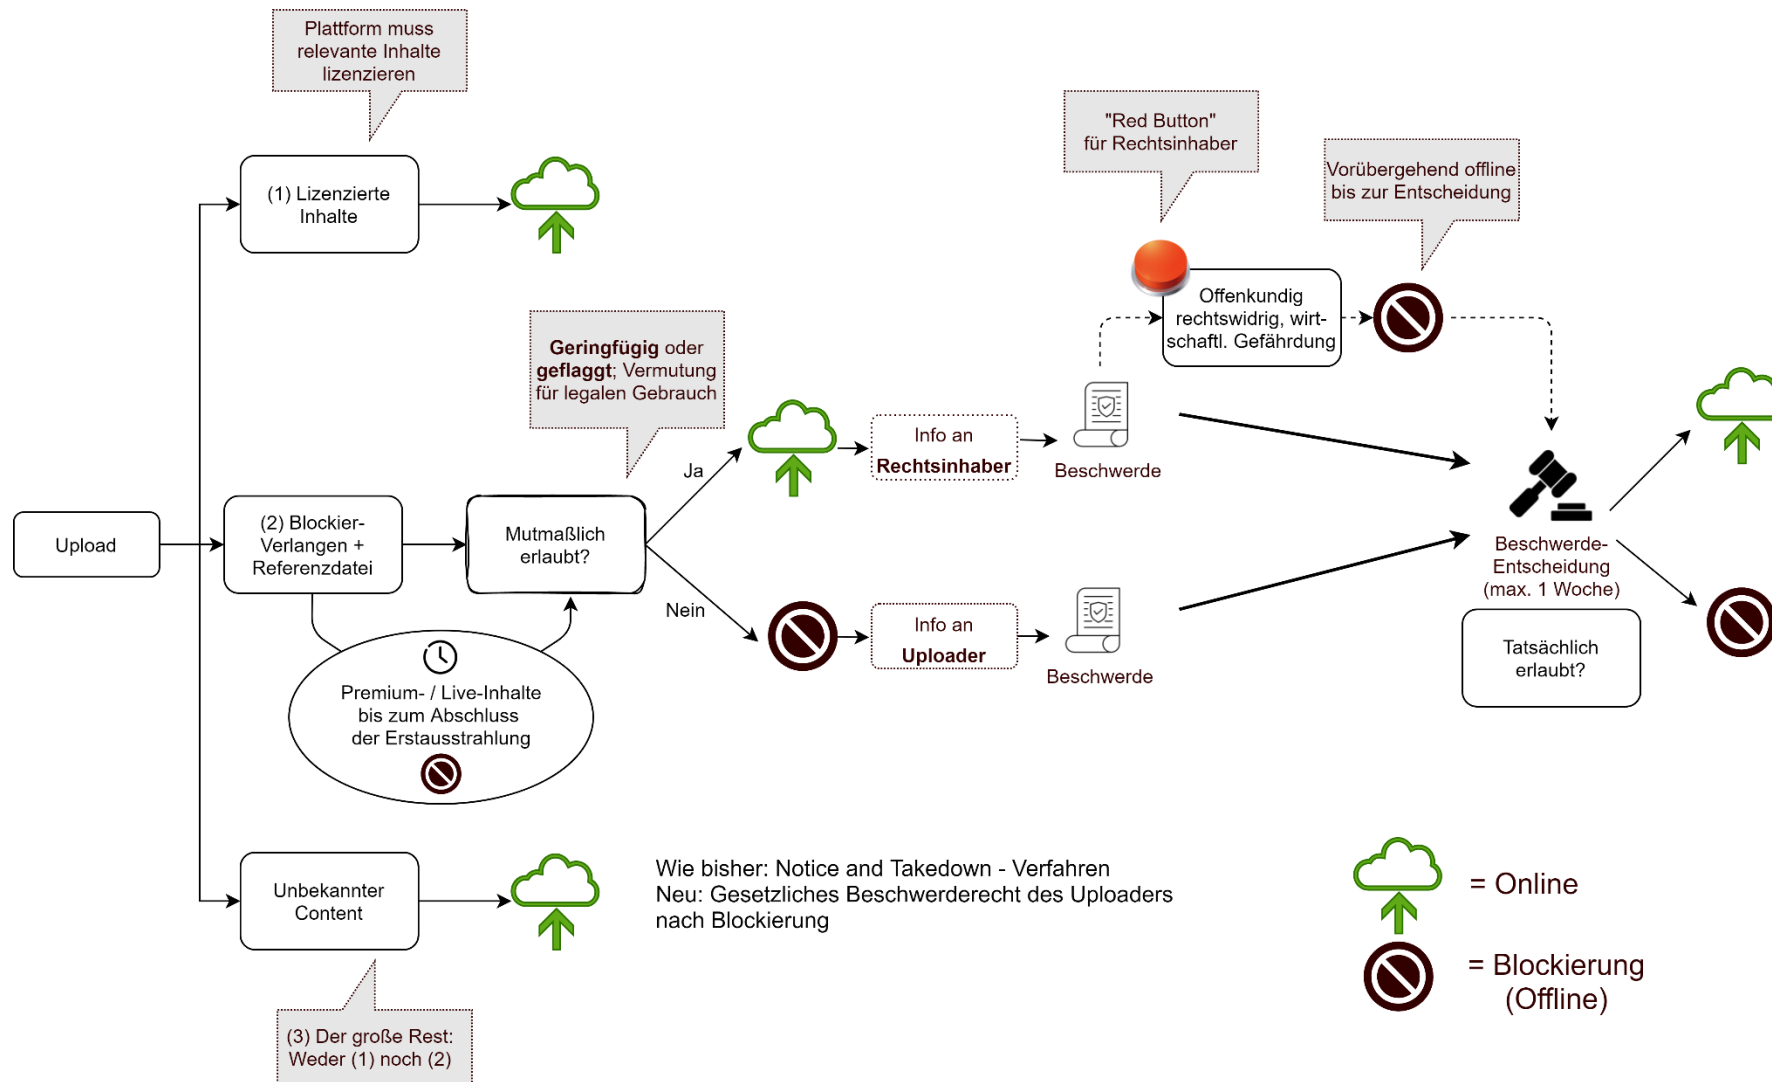 Plattform muss
relevante Inhalte
lizenzieren
(1) Lizenzierte
Inhalte
"Red Button"
für Rechtsinhaber
Vorübergehend offline
bis zur Entscheidung
Offenkundig
rechtswidrig, wirt-
schaftl. Gefährdung
Geringfügig oder
geflaggt; Vermutung
für legalen Gebrauch
Ja
Info an
Rechtsinhaber
Beschwerde
Upload
(2) Blockier-
Verlangen +
Referenzdatei
Mutmaßlich
erlaubt?
Nein
Info an
Uploader
Beschwerde
Beschwerde-
Entscheidung
(max. 1 Woche)
Tatsächlich
erlaubt?
Premium- / Live-Inhalte
bis zum Abschluss
der Erstausstrahlung
Unbekannter
Content
Wie bisher: Notice and Takedown - Verfahren
Neu: Gesetzliches Beschwerderecht des Uploaders
nach Blockierung
(3) Der große Rest:
Weder (1) noch (2)
= Online
= Blockierung
(Offline)